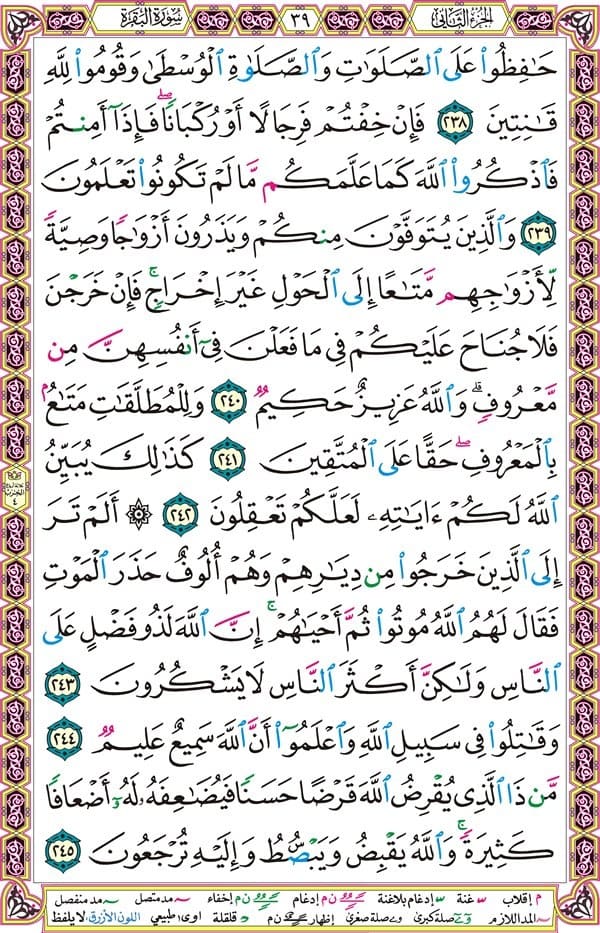 الجزء الثاني ٣٩ سورة البقرة
حَـٰفِظُوا۟ عَلَى ٱلصَّلَوَٰتِ وَٱلصَّلَوٰةِ ٱلْوُسْطَىٰ وَقُومُوا۟ لِلَّهِ
قَـٰنِتِينَ ٢٣٨ فَإِنْ خِفْتُمْ فَرِجَالًا أَوْ رُكْبَانًا ۖ فَإِذَآ أَمِنتُمْ
فَٱذْكُرُوا۟ ٱللَّهَ كَمَا عَلَّمَكُم مَّا لَمْ تَكُونُوا۟ تَعْلَمُونَ
٢٣٩ وَٱلَّذِينَ يُتَوَفَّوْنَ مِنكُمْ وَيَذَرُونَ أَزْوَٰجًا وَصِيَّةً
لِّأَزْوَٰجِهِم مَّتَـٰعًا إِلَى ٱلْحَوْلِ غَيْرَ إِخْرَاجٍ ۚ فَإِنْ خَرَجْنَ
فَلَا جُنَاحَ عَلَيْكُمْ فِى مَا فَعَلْنَ فِىٓ أَنفُسِهِنَّ مِن
مَّعْرُوفٍ ۗ وَٱللَّهُ عَزِيزٌ حَكِيمٌ ٢٤٠ وَلِلْمُطَلَّقَـٰتِ مَتَـٰعٌۢ
بِٱلْمَعْرُوفِ ۖ حَقًّا عَلَى ٱلْمُتَّقِينَ ٢٤١ كَذَٰلِكَ يُبَيِّنُ
ٱللَّهُ لَكُمْ ءَايَـٰتِهِۦ لَعَلَّكُمْ تَعْقِلُونَ ٢٤٢ ۞ أَلَمْ تَرَ
إِلَى ٱلَّذِينَ خَرَجُوا۟ مِن دِيَـٰرِهِمْ وَهُمْ أُلُوفٌ حَذَرَ ٱلْمَوْتِ
فَقَالَ لَهُمُ ٱللَّهُ مُوتُوا۟ ثُمَّ أَحْيَـٰهُمْ ۚ إِنَّ ٱللَّهَ لَذُو فَضْلٍ عَلَى
ٱلنَّاسِ وَلَـٰكِنَّ أَكْثَرَ ٱلنَّاسِ لَا يَشْكُرُونَ ٢٤٣
وَقَـٰتِلُوا۟ فِى سَبِيلِ ٱللَّهِ وَٱعْلَمُوٓا۟ أَنَّ ٱللَّهَ سَمِيعٌ عَلِيمٌ ٢٤٤
مَّن ذَا ٱلَّذِى يُقْرِضُ ٱللَّهَ قَرْضًا حَسَنًا فَيُضَـٰعِفَهُۥ لَهُۥٓ أَضْعَافًا
كَثِيرَةً ۚ وَٱللَّهُ يَقْبِضُ وَيَبْصُۜطُ وَإِلَيْهِ تُرْجَعُونَ ٢٤٥
م إقلاب غنة إدغام بلاغنة ن م إدغام ن م إخفاء مد متصل مد منفصل
المد اللازم صلة كبرى صلة صغرى إظهار ن م قلقلة اوى: طبيعي اللون الأزرق: لا يلفظ